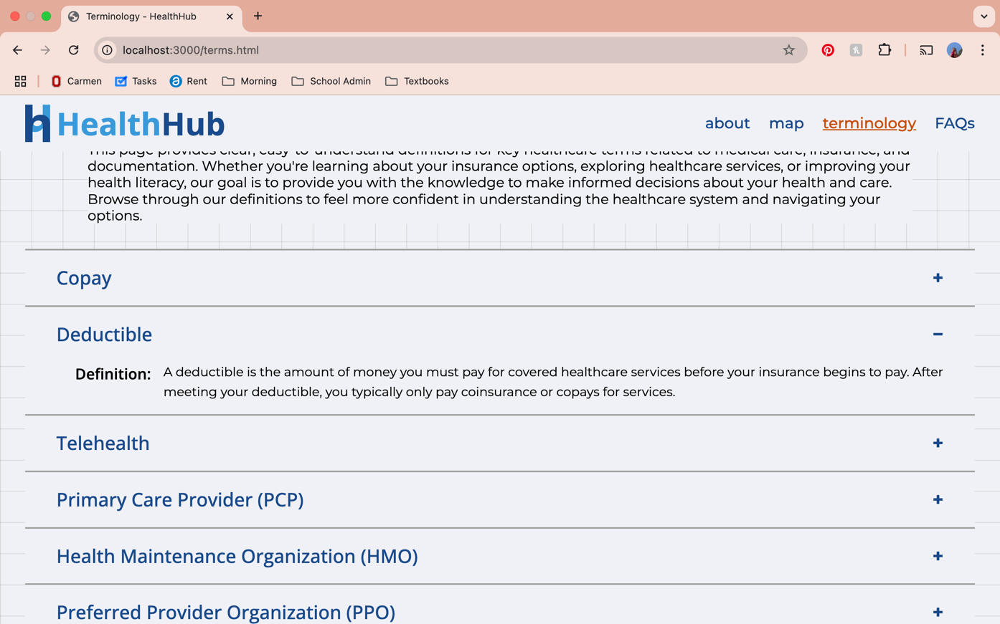 Terminology - HealthHub
localhost:3000/terms.html
Carmen Tasks Rent Morning School Admin Textbooks
HealthHub about map terminology FAQs
This page provides clear, easy-to-understand definitions for key healthcare terms related to medical care, insurance, and
documentation. Whether you're learning about your insurance options, exploring healthcare services, or improving your
health literacy, our goal is to provide you with the knowledge to make informed decisions about your health and care.
Browse through our definitions to feel more confident in understanding the healthcare system and navigating your
options.
Copay
Deductible
Definition: A deductible is the amount of money you must pay for covered healthcare services before your insurance begins to pay. After
meeting your deductible, you typically only pay coinsurance or copays for services.
Telehealth
Primary Care Provider (PCP)
Health Maintenance Organization (HMO)
Preferred Provider Organization (PPO)